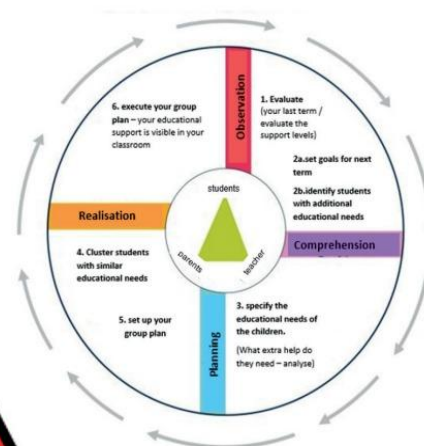 6. execute your group
plan – your educational
support is visible in your
classroom
Observation
1. Evaluate
(your last term /
evaluate the
support levels)
2a.set goals for next
term
2b.identify students
with additional
educational needs
students
parents
teacher
Realisation
Comprehension
4. Cluster students
with similar
educational needs
5. set up your
group plan
Planning
3. specify the
educational needs of
the children.
(What extra help do
they need – analyse)